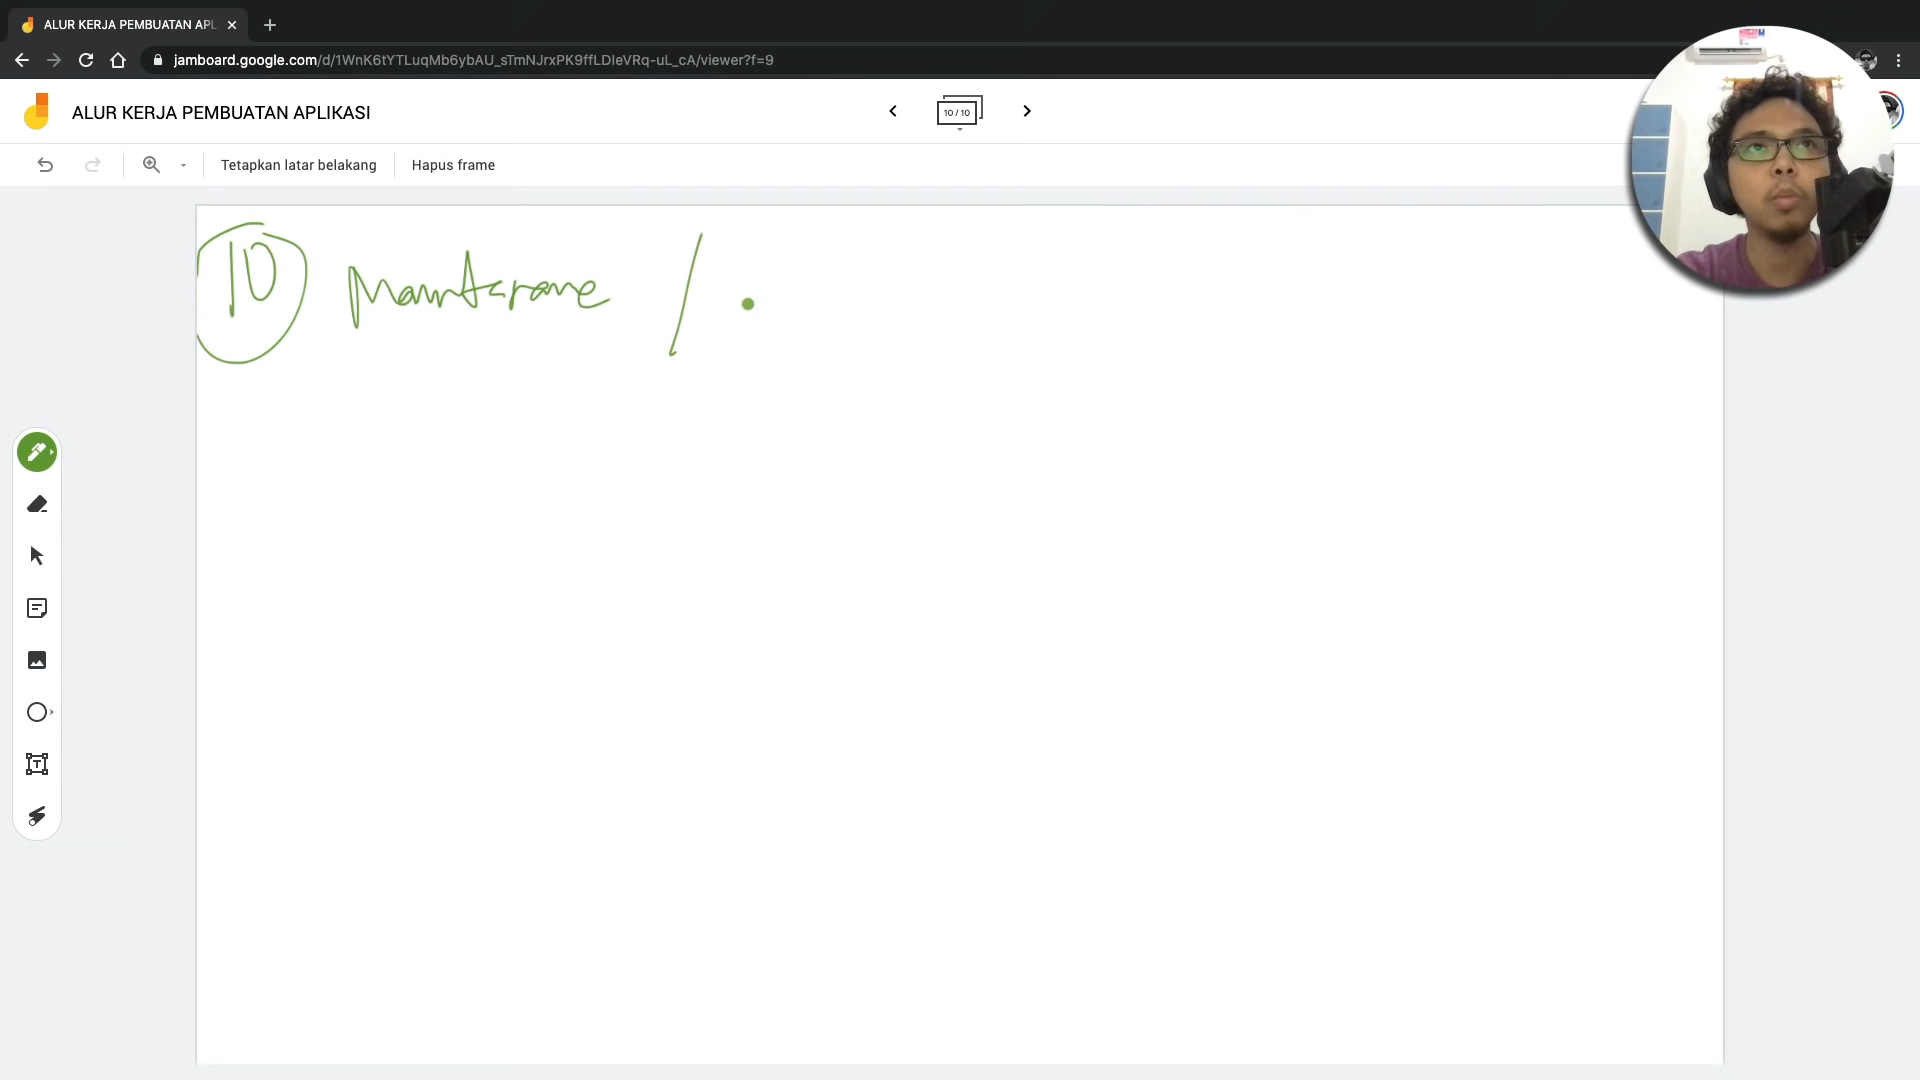 ALUR KERJA PEMBUATAN APL
jamboard.google.com/d/1WnK6tYTLuqMb6ybAU_sTmNJrxPK9ffLDIeVRq-uL_cA/viewer?f=9
ALUR KERJA PEMBUATAN APLIKASI
10 / 10
Tetapkan latar belakang
Hapus frame
10 /